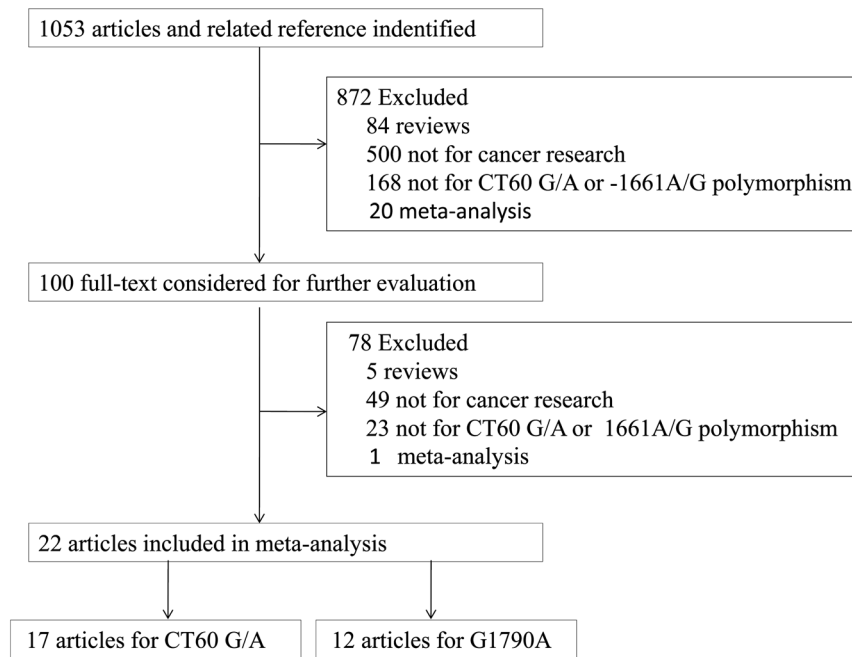 1053 articles and related reference indentified
872 Excluded
84 reviews
500 not for cancer research
168 not for CT60 G/A or -1661A/G polymorphism
20 meta-analysis
100 full-text considered for further evaluation
78 Excluded
5 reviews
49 not for cancer research
23 not for CT60 G/A or 1661A/G polymorphism
1 meta-analysis
22 articles included in meta-analysis
17 articles for CT60 G/A
12 articles for G1790A